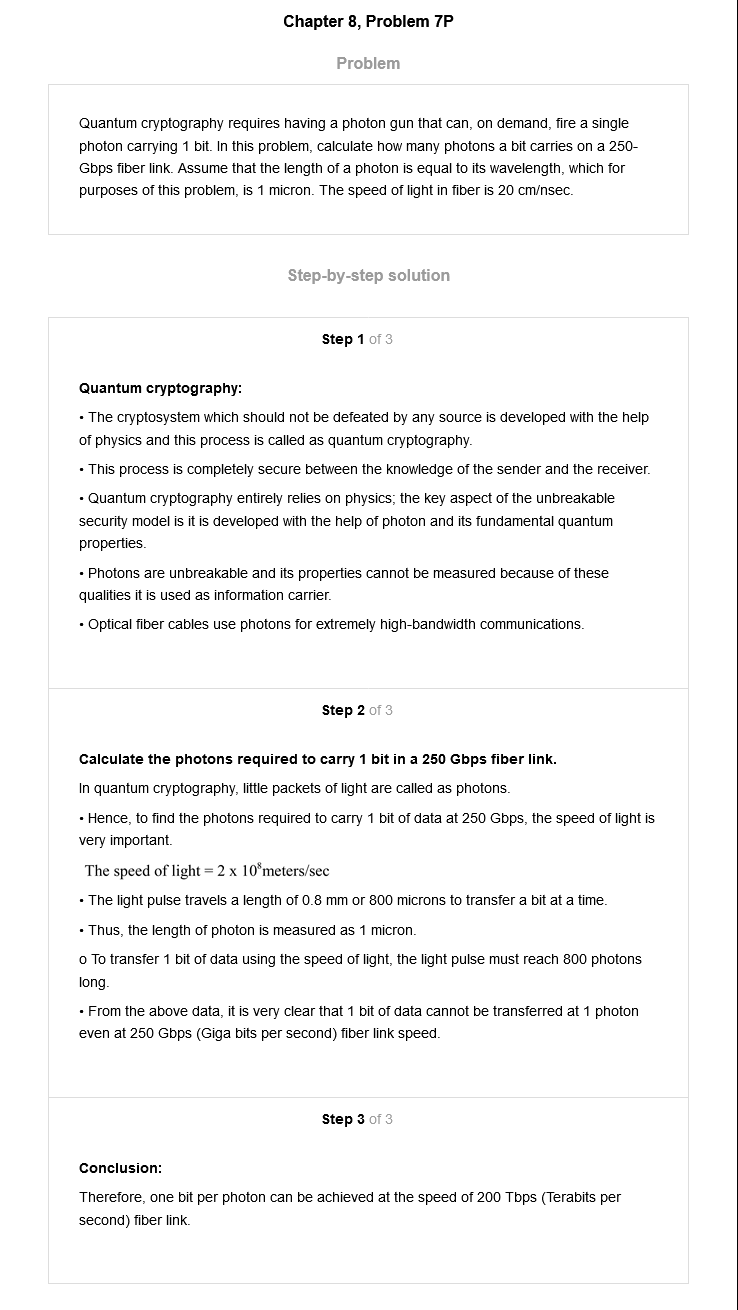 Chapter 8, Problem 7P
Problem
Quantum cryptography requires having a photon gun that can, on demand, fire a single
photon carrying 1 bit. In this problem, calculate how many photons a bit carries on a 250-
Gbps fiber link. Assume that the length of a photon is equal to its wavelength, which for
purposes of this problem, is 1 micron. The speed of light in fiber is 20 cm/nsec.
Step-by-step solution
Step 1 of 3
Quantum cryptography:
• The cryptosystem which should not be defeated by any source is developed with the help
of physics and this process is called as quantum cryptography.
• This process is completely secure between the knowledge of the sender and the receiver.
• Quantum cryptography entirely relies on physics; the key aspect of the unbreakable
security model is it is developed with the help of photon and its fundamental quantum
properties.
• Photons are unbreakable and its properties cannot be measured because of these
qualities it is used as information carrier.
• Optical fiber cables use photons for extremely high-bandwidth communications.
Step 2 of 3
Calculate the photons required to carry 1 bit in a 250 Gbps fiber link.
In quantum cryptography, little packets of light are called as photons.
• Hence, to find the photons required to carry 1 bit of data at 250 Gbps, the speed of light is
very important.
The speed of light = 2 x 10⁸meters/sec
• The light pulse travels a length of 0.8 mm or 800 microns to transfer a bit at a time.
• Thus, the length of photon is measured as 1 micron.
o To transfer 1 bit of data using the speed of light, the light pulse must reach 800 photons
long.
• From the above data, it is very clear that 1 bit of data cannot be transferred at 1 photon
even at 250 Gbps (Giga bits per second) fiber link speed.
Step 3 of 3
Conclusion:
Therefore, one bit per photon can be achieved at the speed of 200 Tbps (Terabits per
second) fiber link.